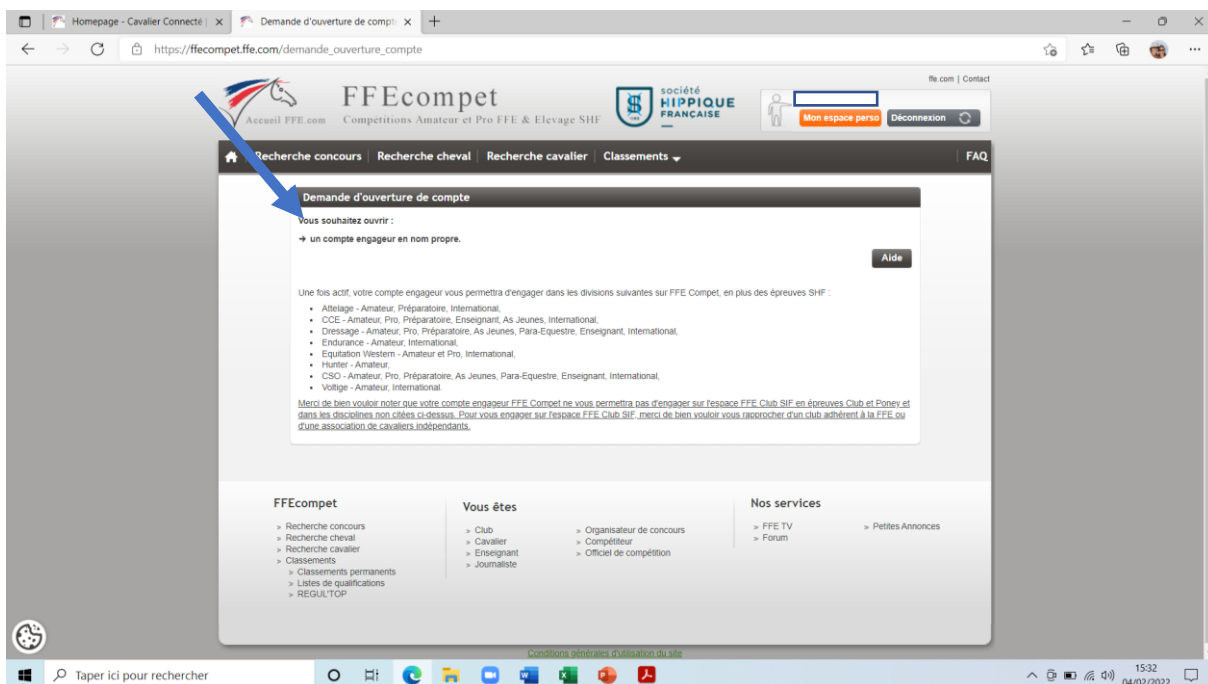 Homepage - Cavalier Connecté |
Demande d'ouverture de compt
https://ffecompet.ffe.com/demande_ouverture_compte
ffe.com | Contact
FFEcompet
société
HIPPIQUE
FRANÇAISE
Accueil FFE.com
Compétitions Amateur et Pro FFE & Elevage SHF
Mon espace perso
Déconnexion
Recherche concours
Recherche cheval
Recherche cavalier
Classements
FAQ
Demande d'ouverture de compte
Vous souhaitez ouvrir :
→ un compte engageur en nom propre.
Aide
Une fois actif, votre compte engageur vous permettra d'engager dans les divisions suivantes sur FFE Compet, en plus des épreuves SHF :
• Attelage - Amateur, Préparatoire, International,
• CCE - Amateur, Pro, Préparatoire, Enseignant, As Jeunes, International,
• Dressage - Amateur, Pro, Préparatoire, As Jeunes, Para-Equestre, Enseignant, International,
• Endurance - Amateur, International,
• Equitation Western - Amateur et Pro, International,
• Hunter - Amateur,
• CSO - Amateur, Pro, Préparatoire, As Jeunes, Para-Equestre, Enseignant, International,
• Voltige - Amateur, International.
Merci de bien vouloir noter que votre compte engageur FFE Compet ne vous permettra pas d'engager sur l'espace FFE Club SIF en épreuves Club et Poney et
dans les disciplines non citées ci-dessus. Pour vous engager sur l'espace FFE Club SIF, merci de bien vouloir vous rapprocher d'un club adhérent à la FFE ou
d'une association de cavaliers indépendants.
FFEcompet
» Recherche concours
» Recherche cheval
» Recherche cavalier
» Classements
» Classements permanents
» Listes de qualifications
» REGUL'TOP
Vous êtes
» Club
» Cavalier
» Enseignant
» Journaliste
» Organisateur de concours
» Compétiteur
» Officiel de compétition
Nos services
» FFE TV
» Forum
» Petites Annonces
Conditions générales d'utilisation du site
Taper ici pour rechercher
15:32
04/02/2022